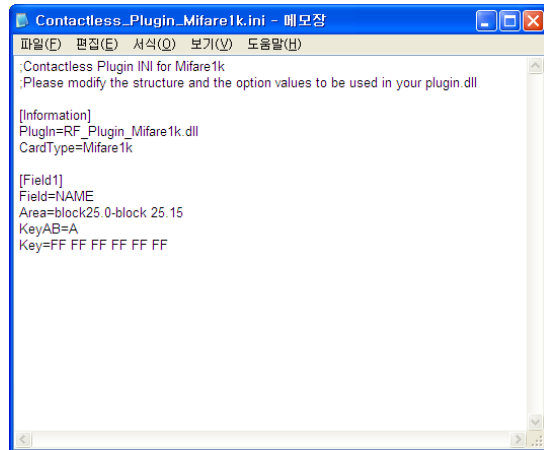 Contactless_Plugin_Mifare1k.ini - 메모장
파일(F) 편집(E) 서식(O) 보기(V) 도움말(H)
;Contactless Plugin INI for Mifare1k
;Please modify the structure and the option values to be used in your plugin.dll
[Information]
PlugIn=RF_Plugin_Mifare1k.dll
CardType=Mifare1k
[Field1]
Field=NAME
Area=block25.0-block 25.15
KeyAB=A
Key=FF FF FF FF FF FF